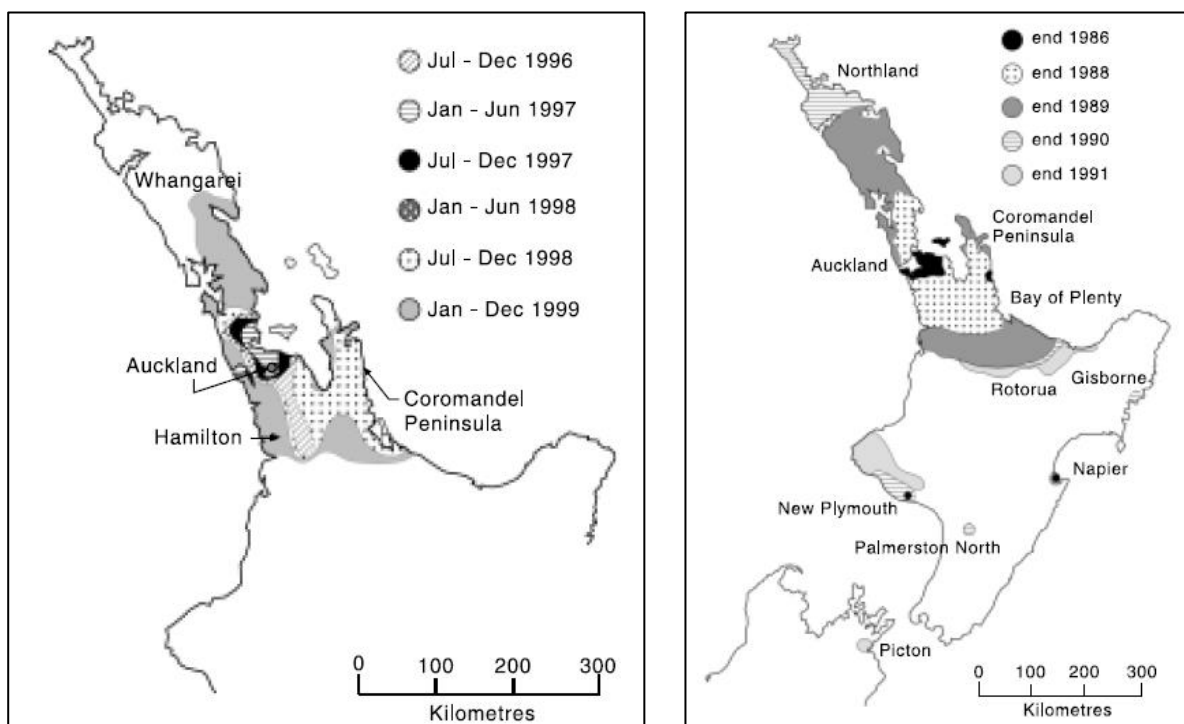 Jul - Dec 1996
Jan - Jun 1997
Jul - Dec 1997
Jan - Jun 1998
Jul - Dec 1998
Jan - Dec 1999
Whangarei
Auckland
Hamilton
Coromandel
Peninsula
0 100 200 300
Kilometres
end 1986
end 1988
end 1989
end 1990
end 1991
Northland
Coromandel
Peninsula
Auckland
Bay of Plenty
Rotorua
Gisborne
Napier
New Plymouth
Palmerston North
Picton
0 100 200 300
Kilometres